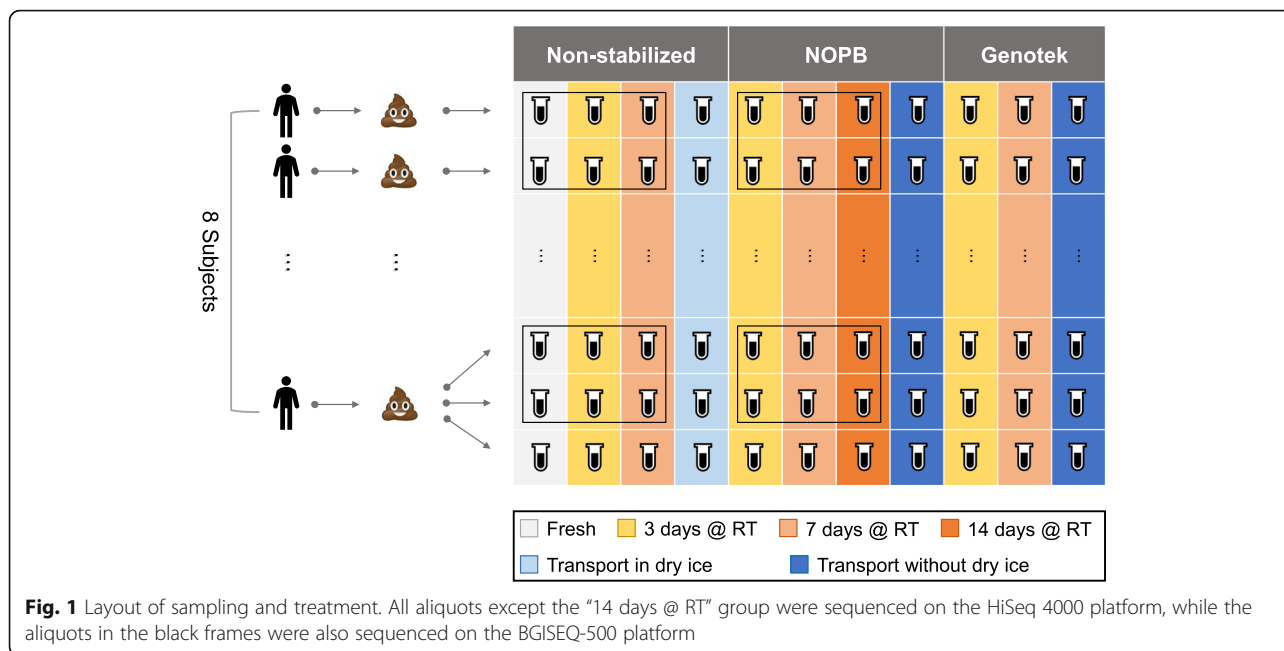 Non-stabilized NOPB Genotek
8 Subjects
... ... ... ... ... ... ... ... ... ... ... ... ...
Fresh 3 days @ RT 7 days @ RT 14 days @ RT
Transport in dry ice Transport without dry ice
Fig. 1 Layout of sampling and treatment. All aliquots except the “14 days @ RT” group were sequenced on the HiSeq 4000 platform, while the
aliquots in the black frames were also sequenced on the BGISEQ-500 platform